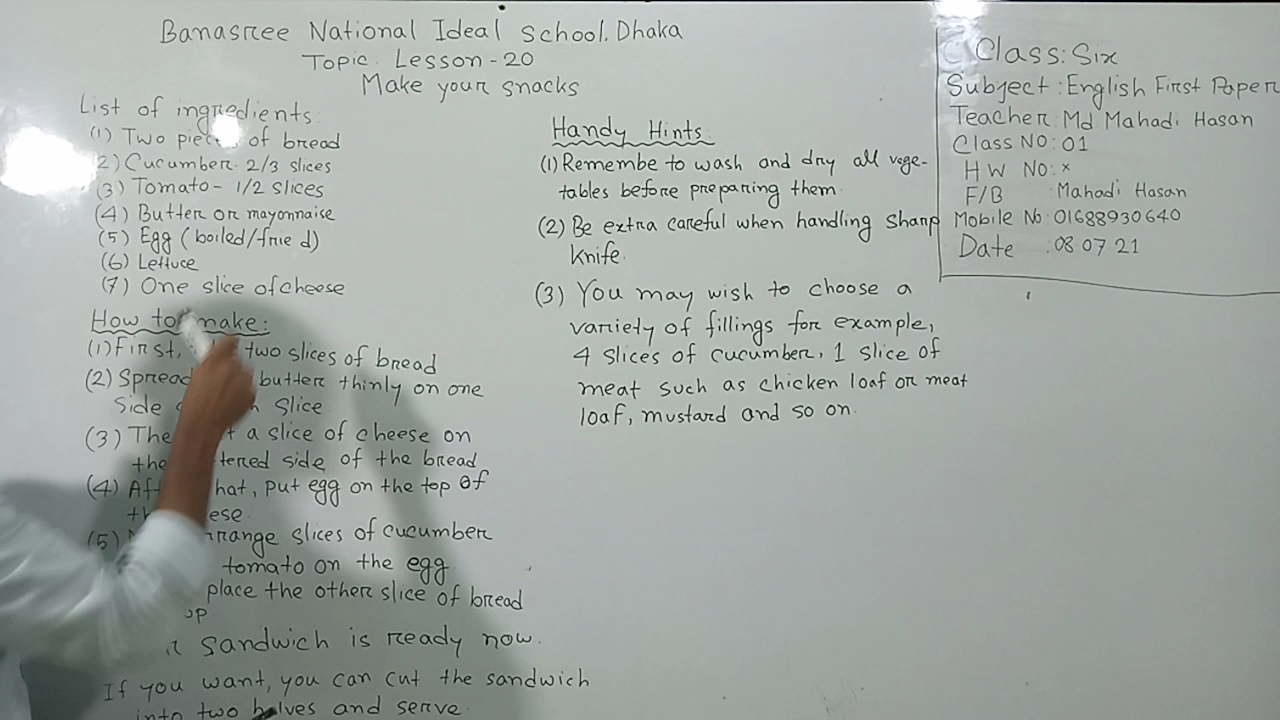 Banasree National Ideal School. Dhaka
Topic. Lesson - 20
Make your snacks
List of ingredients:
(1) Two of bread
2) Cucumber - 2/3 slices
(3) Tomato - 1/2 slices
(4) Butter or mayonnaise
(5) Egg (boiled/frie d)
(6) Lettuce
(7) One slice of cheese
How to make:
(1) First, two slices of bread
(2) Spread butter thinly on one
side slice
(3) a slice of cheese on
side of the bread
(4) put egg on the top of
(5) slices of cucumber
tomato on the egg
place the other slice of bread
sandwich is ready now.
If you want, you can cut the sandwich
into two halves and serve.
Handy Hints
(1) Remembe to wash and dry all vege-
tables before preparing them.
(2) Be extra careful when handling sharp
knife.
(3) You may wish to choose a
variety of fillings for example,
4 slices of cucumber, 1 slice of
meat such as chicken loaf or meat
loaf, mustard and so on.
Class: Six
Subject: English First Paper
Teacher: Md Mahadi Hasan
Class NO: 01
HW NO: x
F/B : Mahadi Hasan
Mobile No: 01688930640
Date : 08.07 21